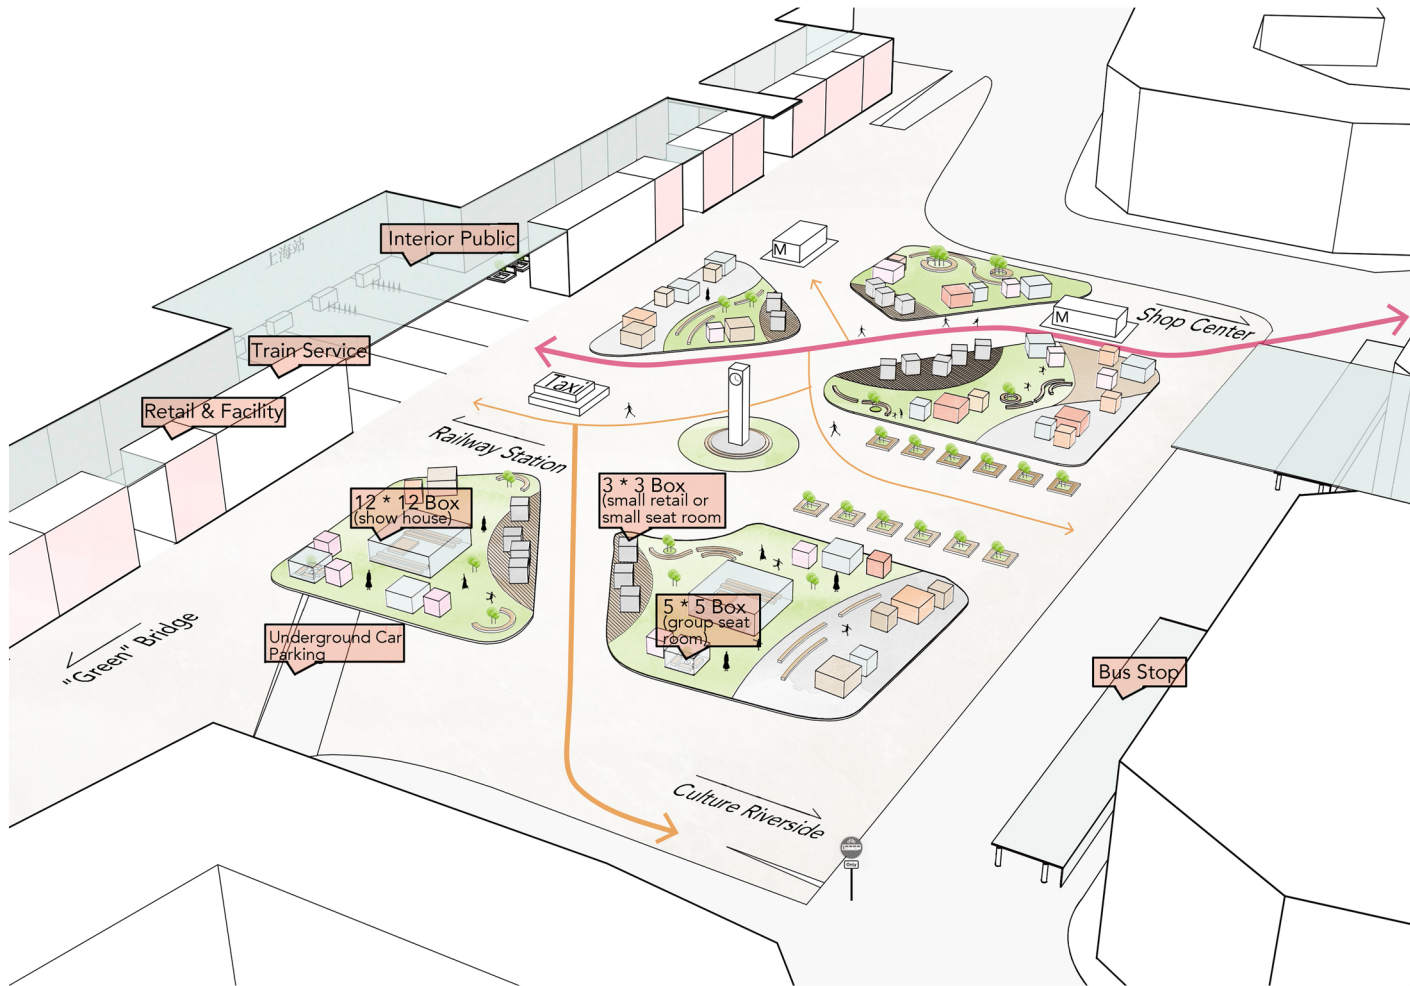 上海站
Interior Public
M
M
Shop Center
Train Service
Taxi
Retail & Facility
Railway Station
12 * 12 Box
(show house)
3 * 3 Box
(small retail or
small seat room
5 * 5 Box
(group seat
room)
"Green" Bridge
Underground Car
Parking
Bus Stop
Culture Riverside
Only